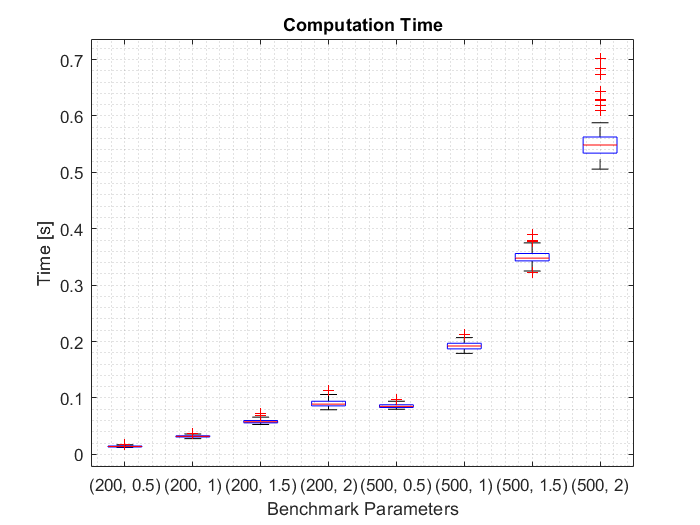 Computation Time
Time [s]
0.7
0.6
0.5
0.4
0.3
0.2
0.1
0
(200, 0.5) (200, 1) (200, 1.5) (200, 2) (500, 0.5) (500, 1) (500, 1.5) (500, 2)
Benchmark Parameters